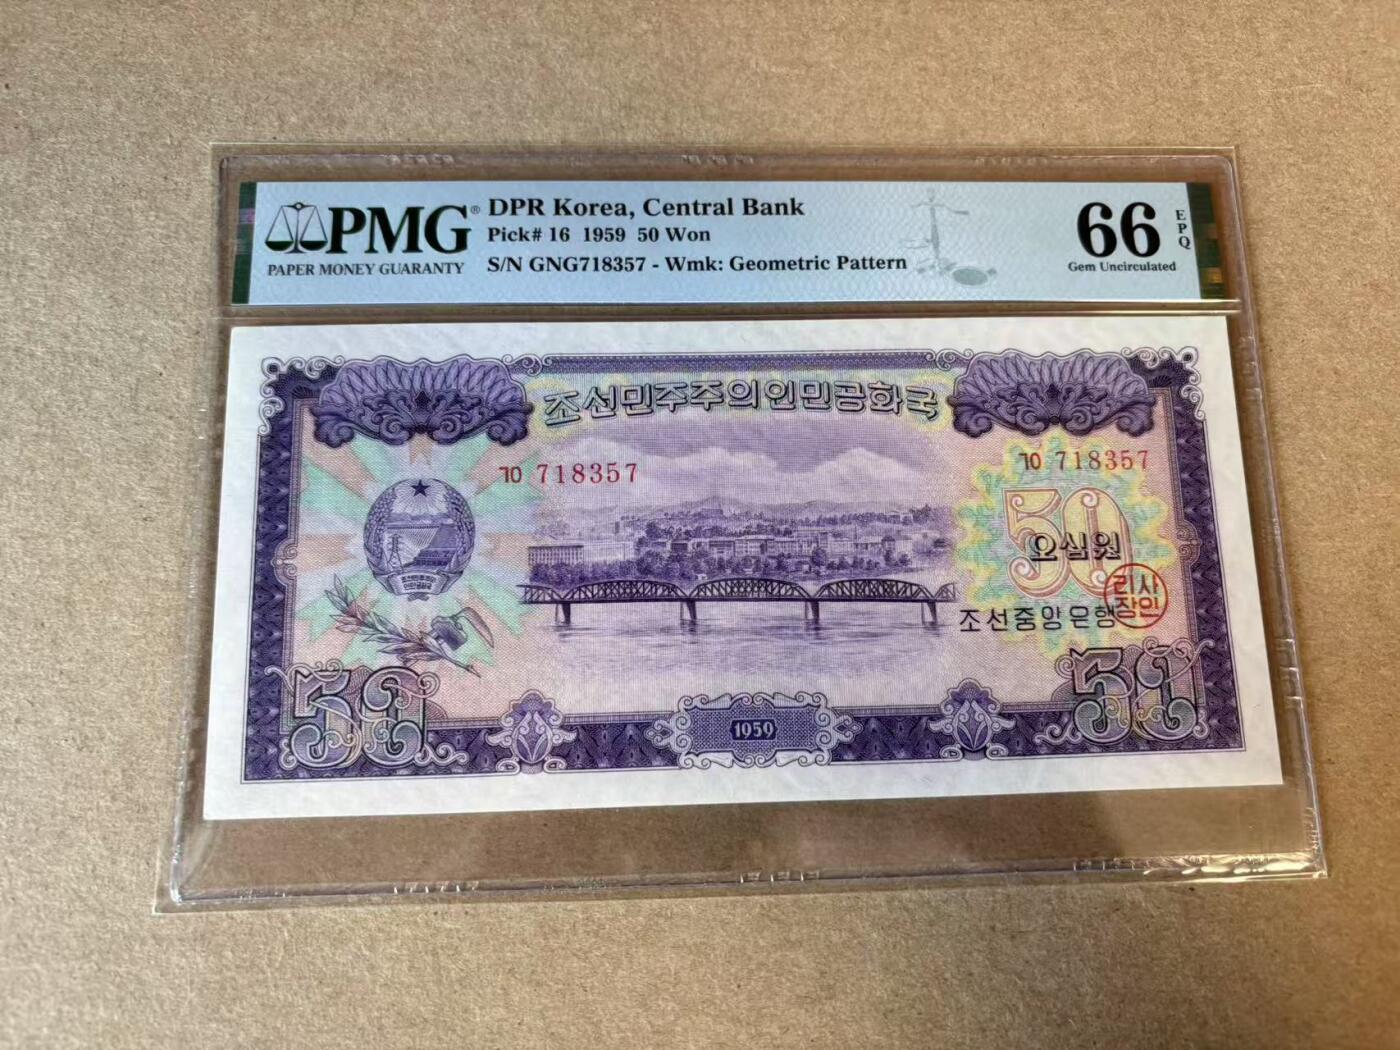 PMG®
PAPER MONEY GUARANTY
DPR Korea, Central Bank
Pick# 16 1959 50 Won
S/N GNG718357 - Wmk: Geometric Pattern
66
EPQ
Gem Uncirculated
조선민주주의인민공화국
ㄱㅇ 718357
ㄱㅇ 718357
50
오십원
조선중앙은행
리사
장인
50
1959
50